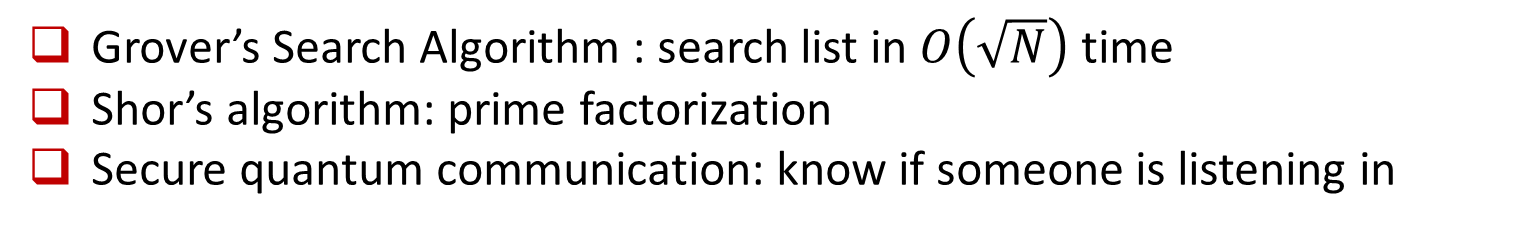 ❑ Grover’s Search Algorithm : search list in O(√N) time
❑ Shor’s algorithm: prime factorization
❑ Secure quantum communication: know if someone is listening in